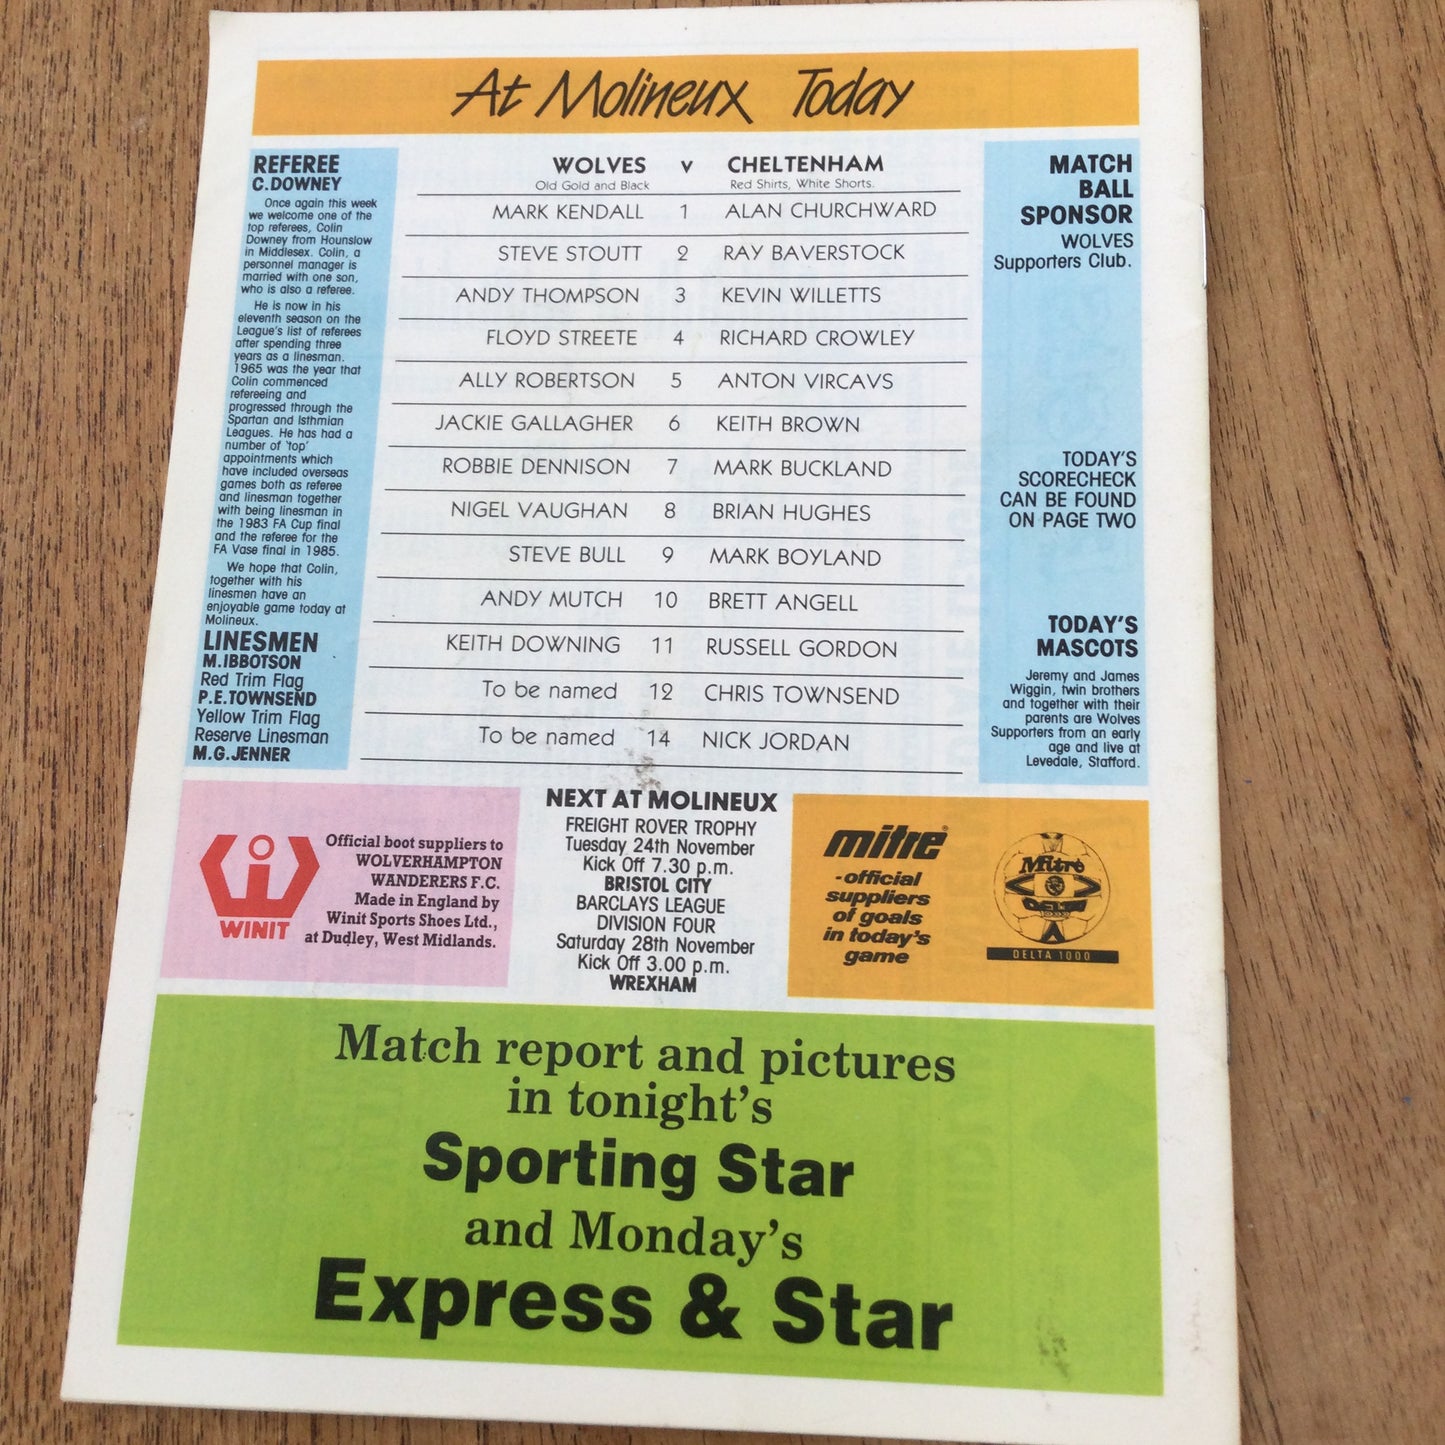 At Molineux Today
REFEREE
C. DOWNEY
Once again this week
we welcome one of the
top referees, Colin
Downey from Hounslow
in Middlesex. Colin, a
personnel manager is
married with one son,
who is also a referee.
He is now in his
eleventh season on the
League's list of referees
after spending three
years as a linesman.
1965 was the year that
Colin commenced
refereeing and
progressed through the
Spartan and Isthmian
Leagues. He has had a
number of 'top'
appointments which
have included overseas
games both as referee
and linesman together
with being linesman in
the 1983 FA Cup final
and the referee for the
FA Vase final in 1985.
We hope that Colin,
together with his
linesmen have an
enjoyable game today at
Molineux.
LINESMEN
M. IBBOTSON
Red Trim Flag
P. E. TOWNSEND
Yellow Trim Flag
Reserve Linesman
M. G. JENNER
WOLVES v CHELTENHAM
Old Gold and Black Red Shirts, White Shorts.
MARK KENDALL 1 ALAN CHURCHWARD
STEVE STOUTT 2 RAY BAVERSTOCK
ANDY THOMPSON 3 KEVIN WILLETTS
FLOYD STREETE 4 RICHARD CROWLEY
ALLY ROBERTSON 5 ANTON VIRCAVS
JACKIE GALLAGHER 6 KEITH BROWN
ROBBIE DENNISON 7 MARK BUCKLAND
NIGEL VAUGHAN 8 BRIAN HUGHES
STEVE BULL 9 MARK BOYLAND
ANDY MUTCH 10 BRETT ANGELL
KEITH DOWNING 11 RUSSELL GORDON
To be named 12 CHRIS TOWNSEND
To be named 14 NICK JORDAN
MATCH
BALL
SPONSOR
WOLVES
Supporters Club.
TODAY'S
SCORECHECK
CAN BE FOUND
ON PAGE TWO
TODAY'S
MASCOTS
Jeremy and James
Wiggin, twin brothers
and together with their
parents are Wolves
Supporters from an early
age and live at
Levedale, Stafford.
WINIT
Official boot suppliers to
WOLVERHAMPTON
WANDERERS F.C.
Made in England by
Winit Sports Shoes Ltd.,
at Dudley, West Midlands.
NEXT AT MOLINEUX
FREIGHT ROVER TROPHY
Tuesday 24th November
Kick Off 7.30 p.m.
BRISTOL CITY
BARCLAYS LEAGUE
DIVISION FOUR
Saturday 28th November
Kick Off 3.00 p.m.
WREXHAM
mitre®
-official
suppliers
of goals
in today's
game
Mitre
DELTA
1000
DELTA 1000
Match report and pictures
in tonight's
Sporting Star
and Monday's
Express & Star